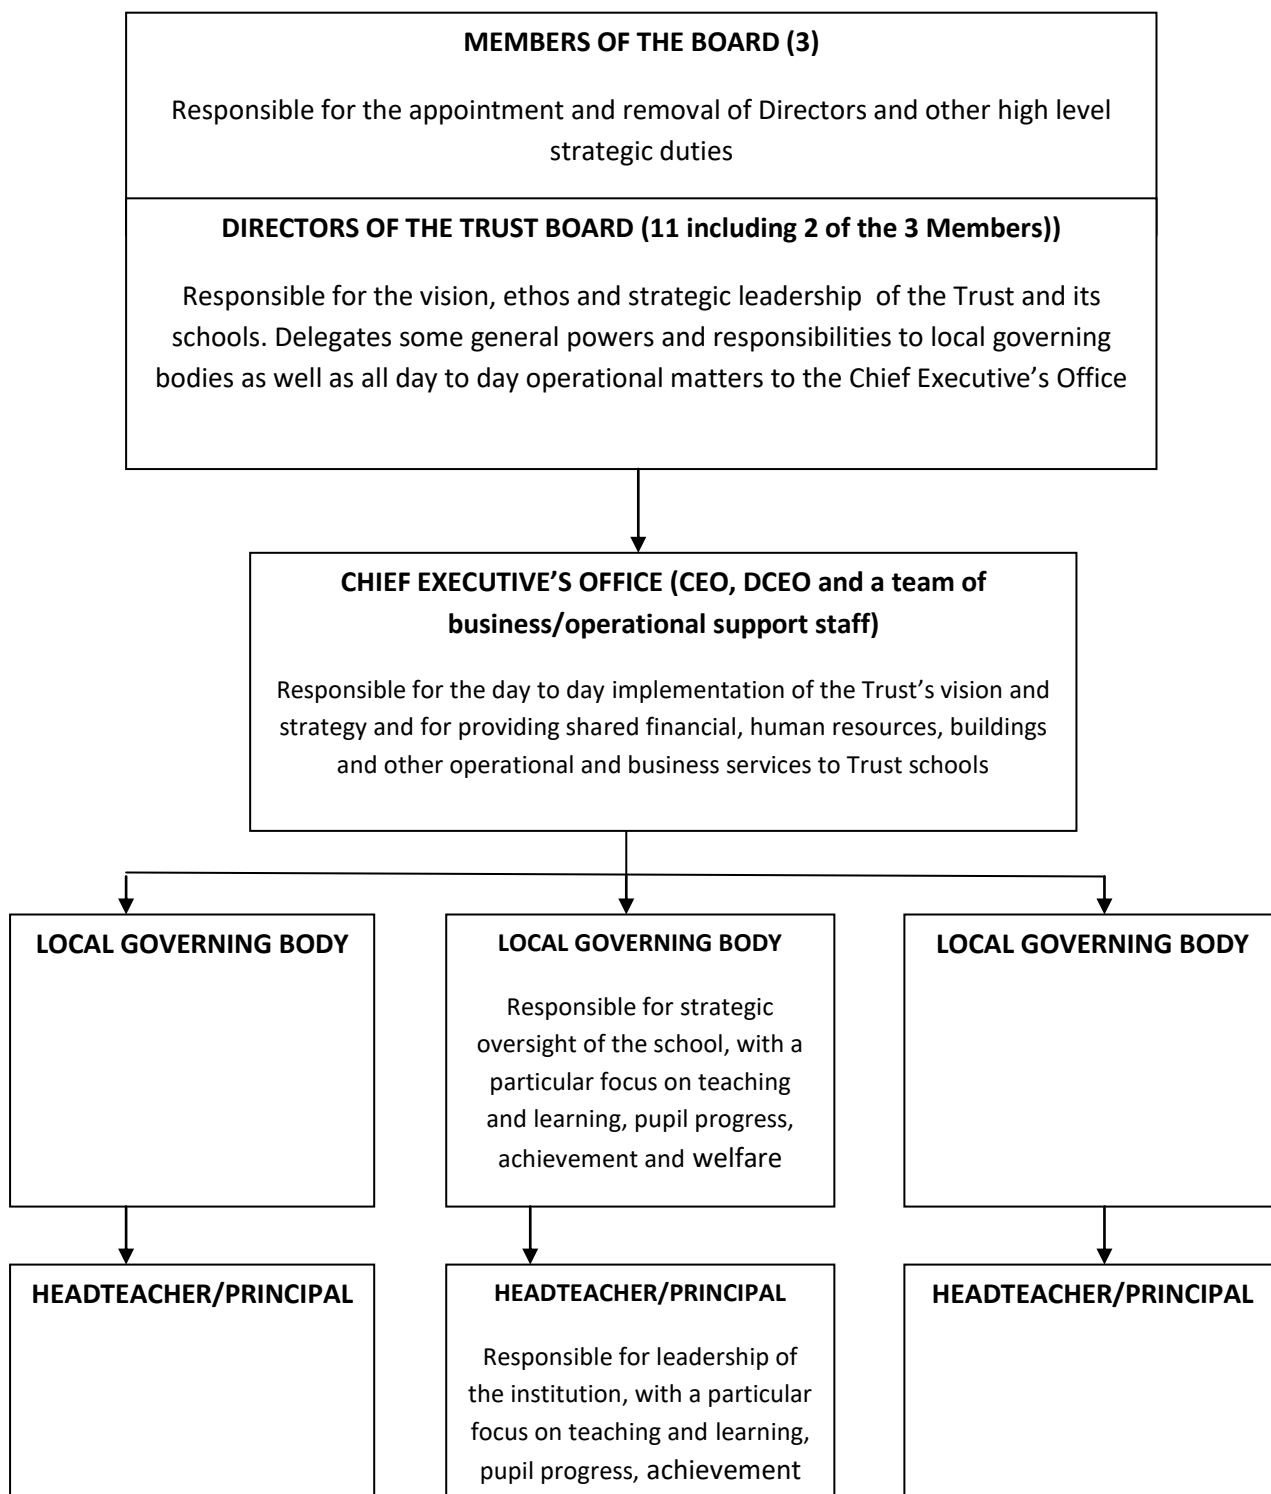 MEMBERS OF THE BOARD (3)
Responsible for the appointment and removal of Directors and other high level
strategic duties
DIRECTORS OF THE TRUST BOARD (11 including 2 of the 3 Members))
Responsible for the vision, ethos and strategic leadership  of the Trust and its
schools. Delegates some general powers and responsibilities to local governing
bodies as well as all day to day operational matters to the Chief Executive’s Office
CHIEF EXECUTIVE’S OFFICE (CEO, DCEO and a team of
business/operational support staff)
Responsible for the day to day implementation of the Trust’s vision and
strategy and for providing shared financial, human resources, buildings
and other operational and business services to Trust schools
LOCAL GOVERNING BODY
LOCAL GOVERNING BODY
Responsible for strategic
oversight of the school, with a
particular focus on teaching
and learning, pupil progress,
achievement and welfare
LOCAL GOVERNING BODY
HEADTEACHER/PRINCIPAL
HEADTEACHER/PRINCIPAL
Responsible for leadership of
the institution, with a particular
focus on teaching and learning,
pupil progress, achievement
HEADTEACHER/PRINCIPAL